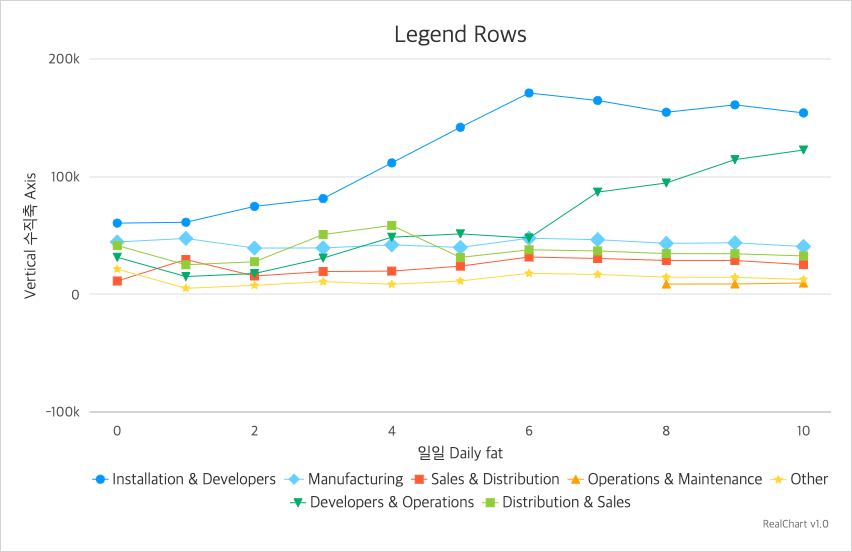 Legend Rows
200k
100k
0
-100k
Vertical 수직축 Axis
0 2 4 6 8 10
일일 Daily fat
Installation & Developers Manufacturing Sales & Distribution Operations & Maintenance Other
Developers & Operations Distribution & Sales
RealChart v1.0